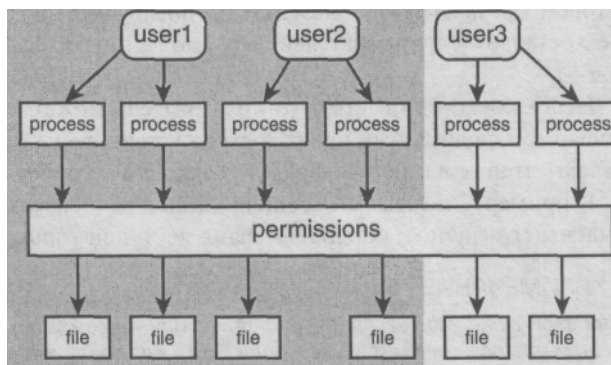 user1 user2 user3
process process process process process process
permissions
file file file file file file